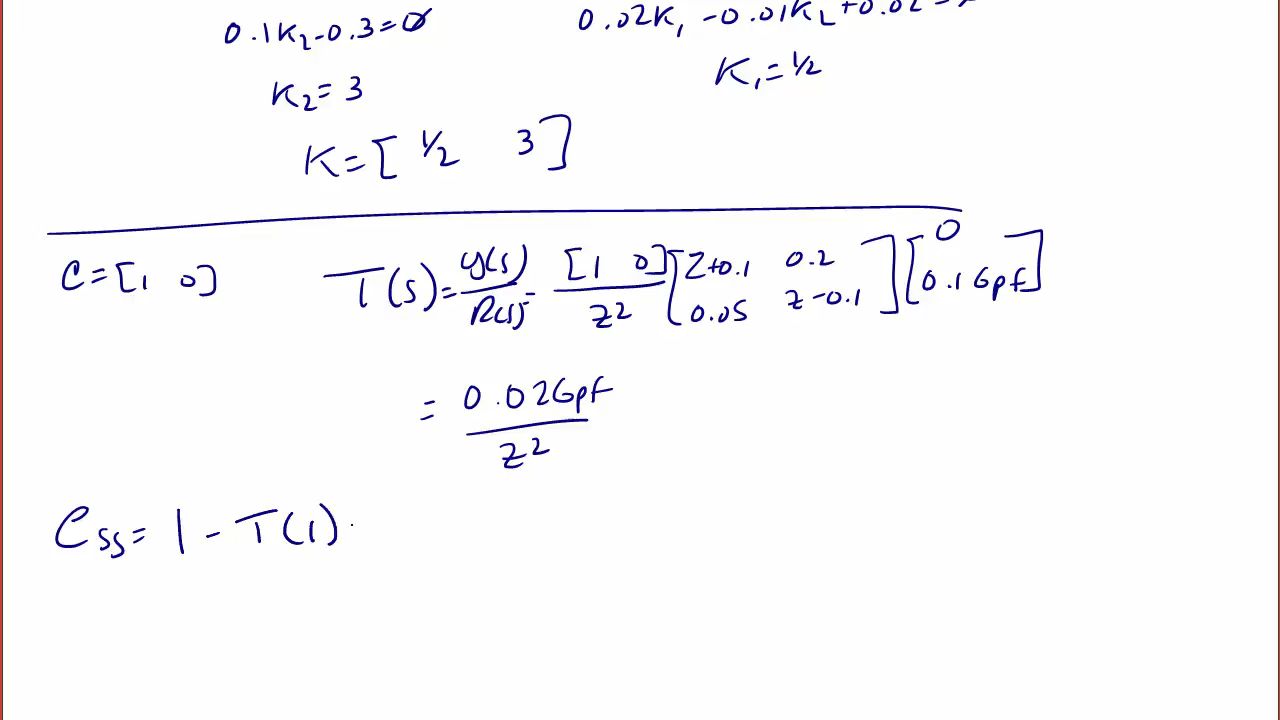 0.1K₂-0.3=0 0.02K₁-0.01K₂+0.02
K₂=3 K₁=1/2
K=[1/2 3]
C=[1 0] T(s)=y(s)/R(s)=[1 0]/z² [z+0.1 0.2
0.05 z-0.1] [0
0.1Gpf]
=0.02Gpf/z²
ess=1-T(1)